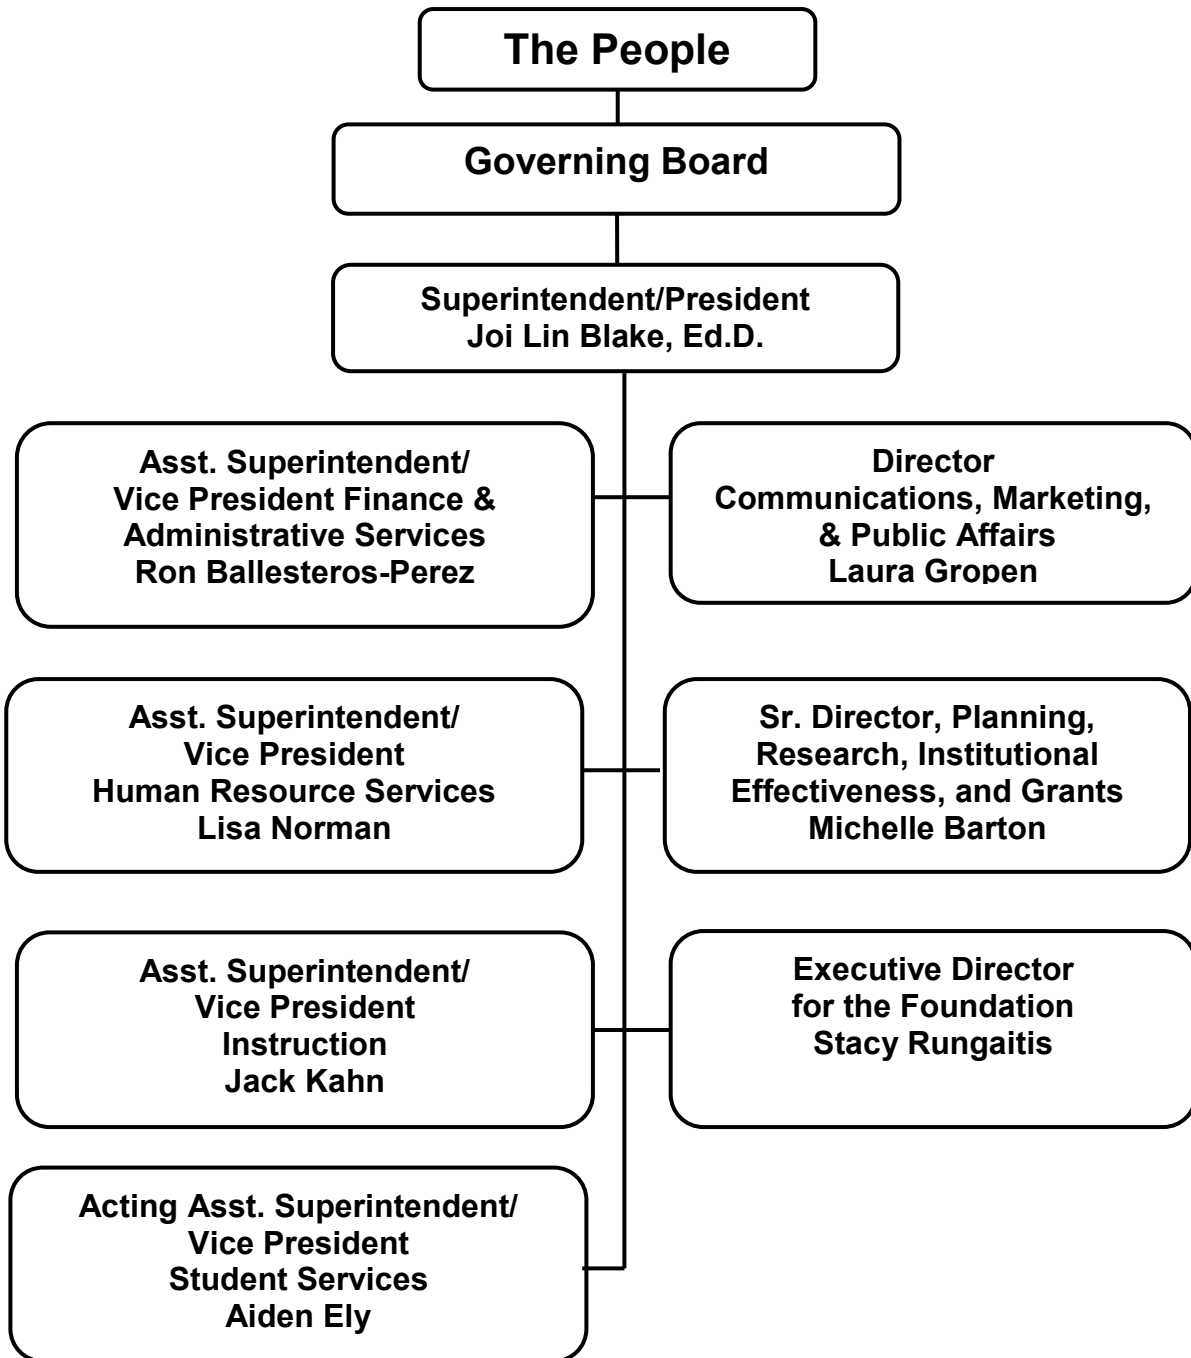 The People
Governing Board
Superintendent/President
Joi Lin Blake, Ed.D.
Asst. Superintendent/
Vice President Finance &
Administrative Services
Ron Ballesteros-Perez
Director
Communications, Marketing,
& Public Affairs
Laura Gropen
Asst. Superintendent/
Vice President
Human Resource Services
Lisa Norman
Sr. Director, Planning,
Research, Institutional
Effectiveness, and Grants
Michelle Barton
Asst. Superintendent/
Vice President
Instruction
Jack Kahn
Executive Director
for the Foundation
Stacy Rungaitis
Acting Asst. Superintendent/
Vice President
Student Services
Aiden Ely